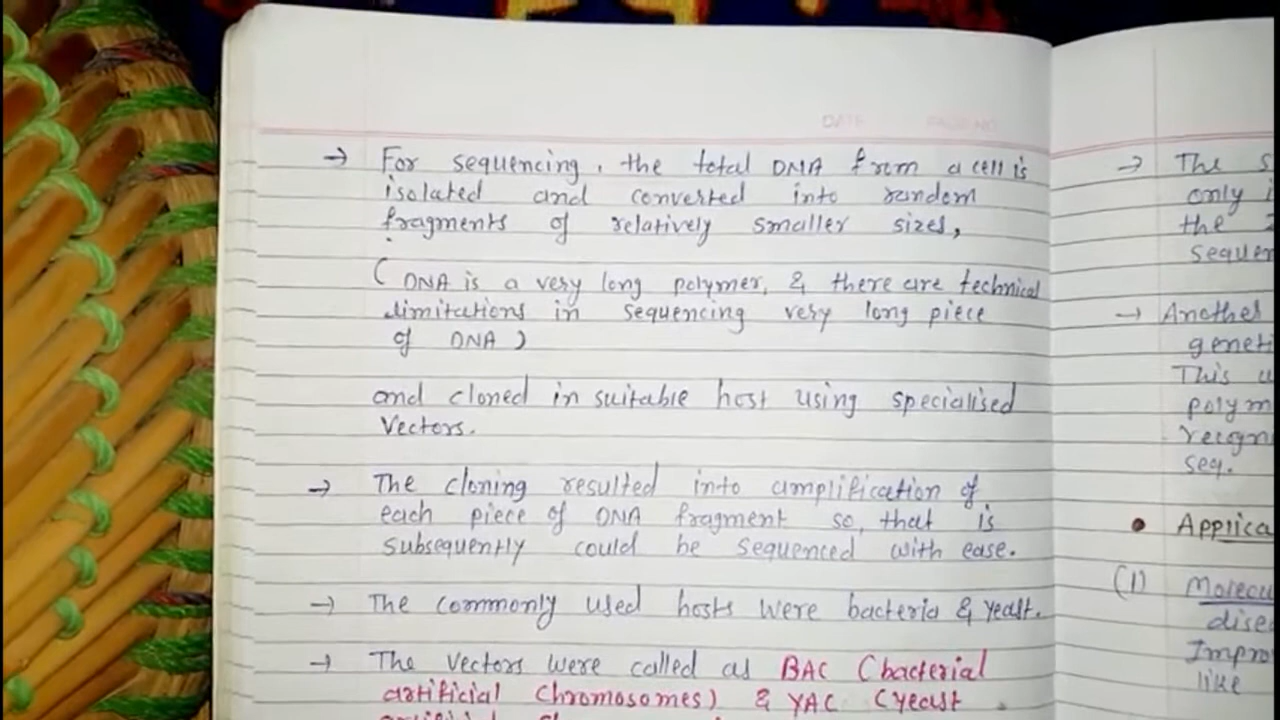 DATE
PAGE NO.
→ For sequencing, the total DNA from a cell is
isolated and converted into random
fragments of relatively smaller sizes,
( DNA is a very long polymer, & there are technical
limitations in sequencing very long piece
of DNA )
and cloned in suitable host using specialised
Vectors.
→ The cloning resulted into amplification of
each piece of DNA fragment so, that is
subsequently could be sequenced with ease.
→ The commonly used hosts were bacteria & yeast.
→ The vectors were called as BAC (bacterial
artificial chromosomes) & YAC (yeast
→ The s
only i
the
sequen
→ Another
geneti
This u
polym
recogn
seq.
• Applica
(1) Molecu
dise
Impro
like